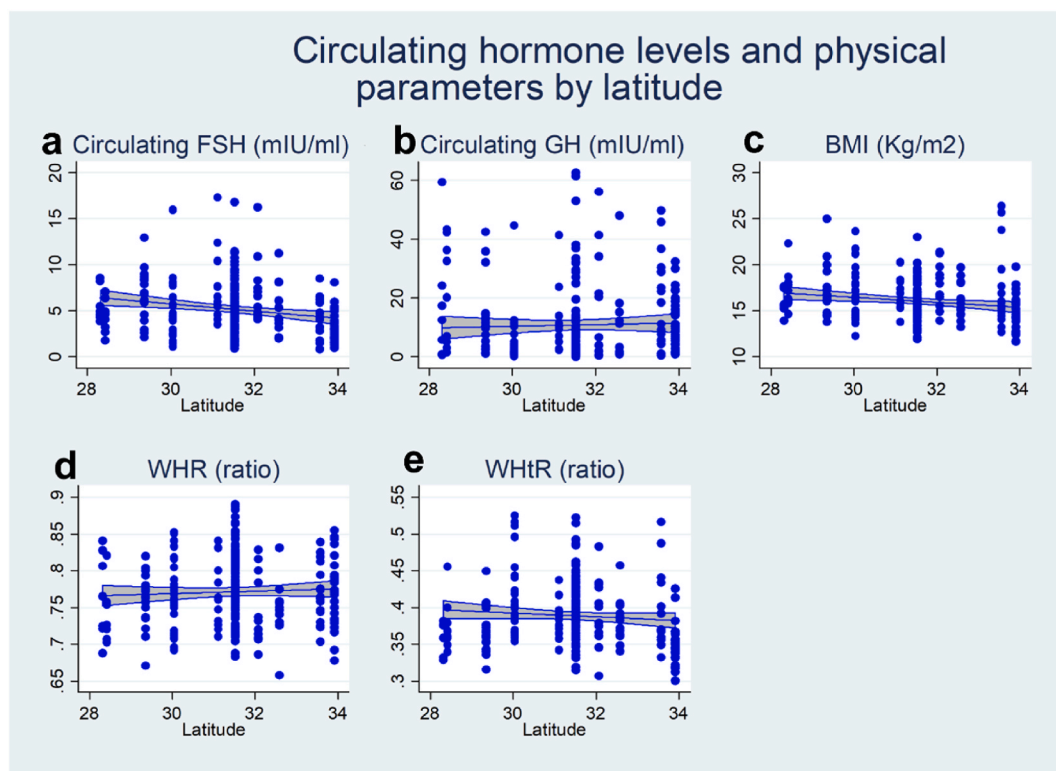 Circulating hormone levels and physical
parameters by latitude
a Circulating FSH (mIU/ml)
20
15
10
5
0
28 30 32 34
Latitude
b Circulating GH (mIU/ml)
60
40
20
0
28 30 32 34
Latitude
c BMI (Kg/m2)
30
25
20
15
10
28 30 32 34
Latitude
d WHR (ratio)
.9
.85
.8
.75
.7
.65
28 30 32 34
Latitude
e WHtR (ratio)
.55
.5
.45
.4
.35
.3
28 30 32 34
Latitude